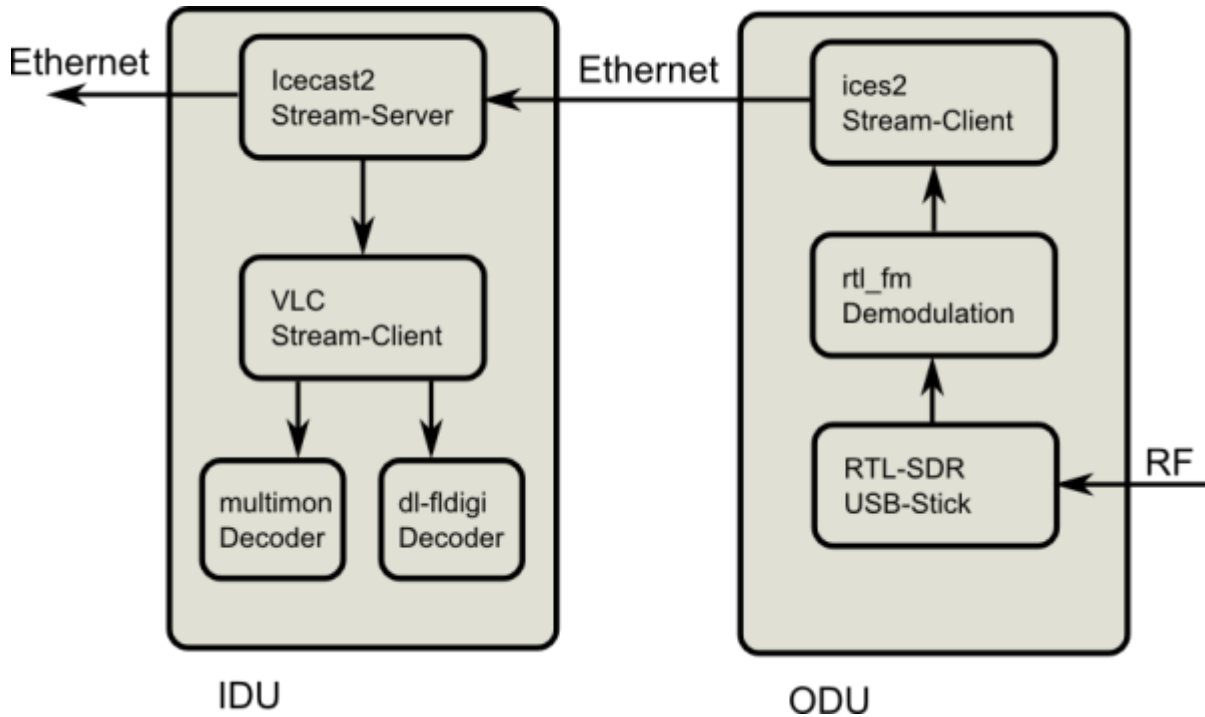 Ethernet
Icecast2
Stream-Server
VLC
Stream-Client
multimon
Decoder
dl-fldigi
Decoder
IDU
Ethernet
ices2
Stream-Client
rtl_fm
Demodulation
RTL-SDR
USB-Stick
RF
ODU